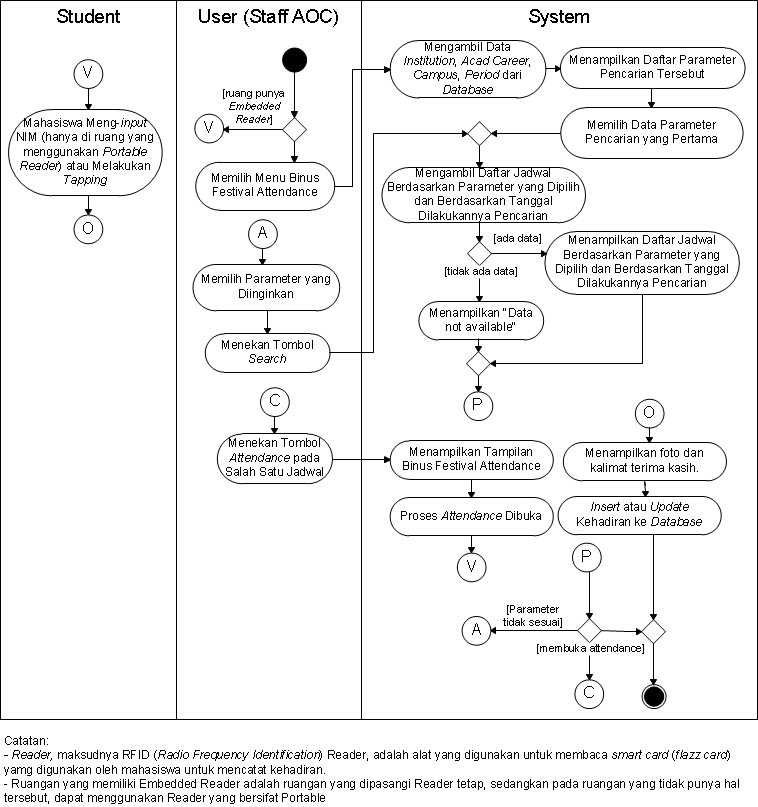 Student
User (Staff AOC)
System
V
Mahasiswa Meng-input
NIM (hanya di ruang yang
menggunakan Portable
Reader) atau Melakukan
Tapping
O
[ruang punya
Embedded
Reader]
V
Memilih Menu Binus
Festival Attendance
A
Memilih Parameter yang
Diinginkan
Menekan Tombol
Search
C
Menekan Tombol
Attendance pada
Salah Satu Jadwal
Mengambil Data
Institution, Acad Career,
Campus, Period dari
Database
Menampilkan Daftar Parameter
Pencarian Tersebut
Memilih Data Parameter
Pencarian yang Pertama
Mengambil Daftar Jadwal
Berdasarkan Parameter yang Dipilih
dan Berdasarkan Tanggal
Dilakukannya Pencarian
[ada data]
[tidak ada data]
Menampilkan Daftar Jadwal
Berdasarkan Parameter yang
Dipilih dan Berdasarkan Tanggal
Dilakukannya Pencarian
Menampilkan "Data
not available"
P
Menampilkan Tampilan
Binus Festival Attendance
Proses Attendance Dibuka
V
O
Menampilkan foto dan
kalimat terima kasih.
Insert atau Update
Kehadiran ke Database
P
[Parameter
tidak sesuai]
A
[membuka attendance]
C
Catatan:
- Reader, maksudnya RFID (Radio Frequency Identification) Reader, adalah alat yang digunakan untuk membaca smart card (flazz card)
yamg digunakan oleh mahasiswa untuk mencatat kehadiran.
- Ruangan yang memiliki Embedded Reader adalah ruangan yang dipasangi Reader tetap, sedangkan pada ruangan yang tidak punya hal
tersebut, dapat menggunakan Reader yang bersifat Portable